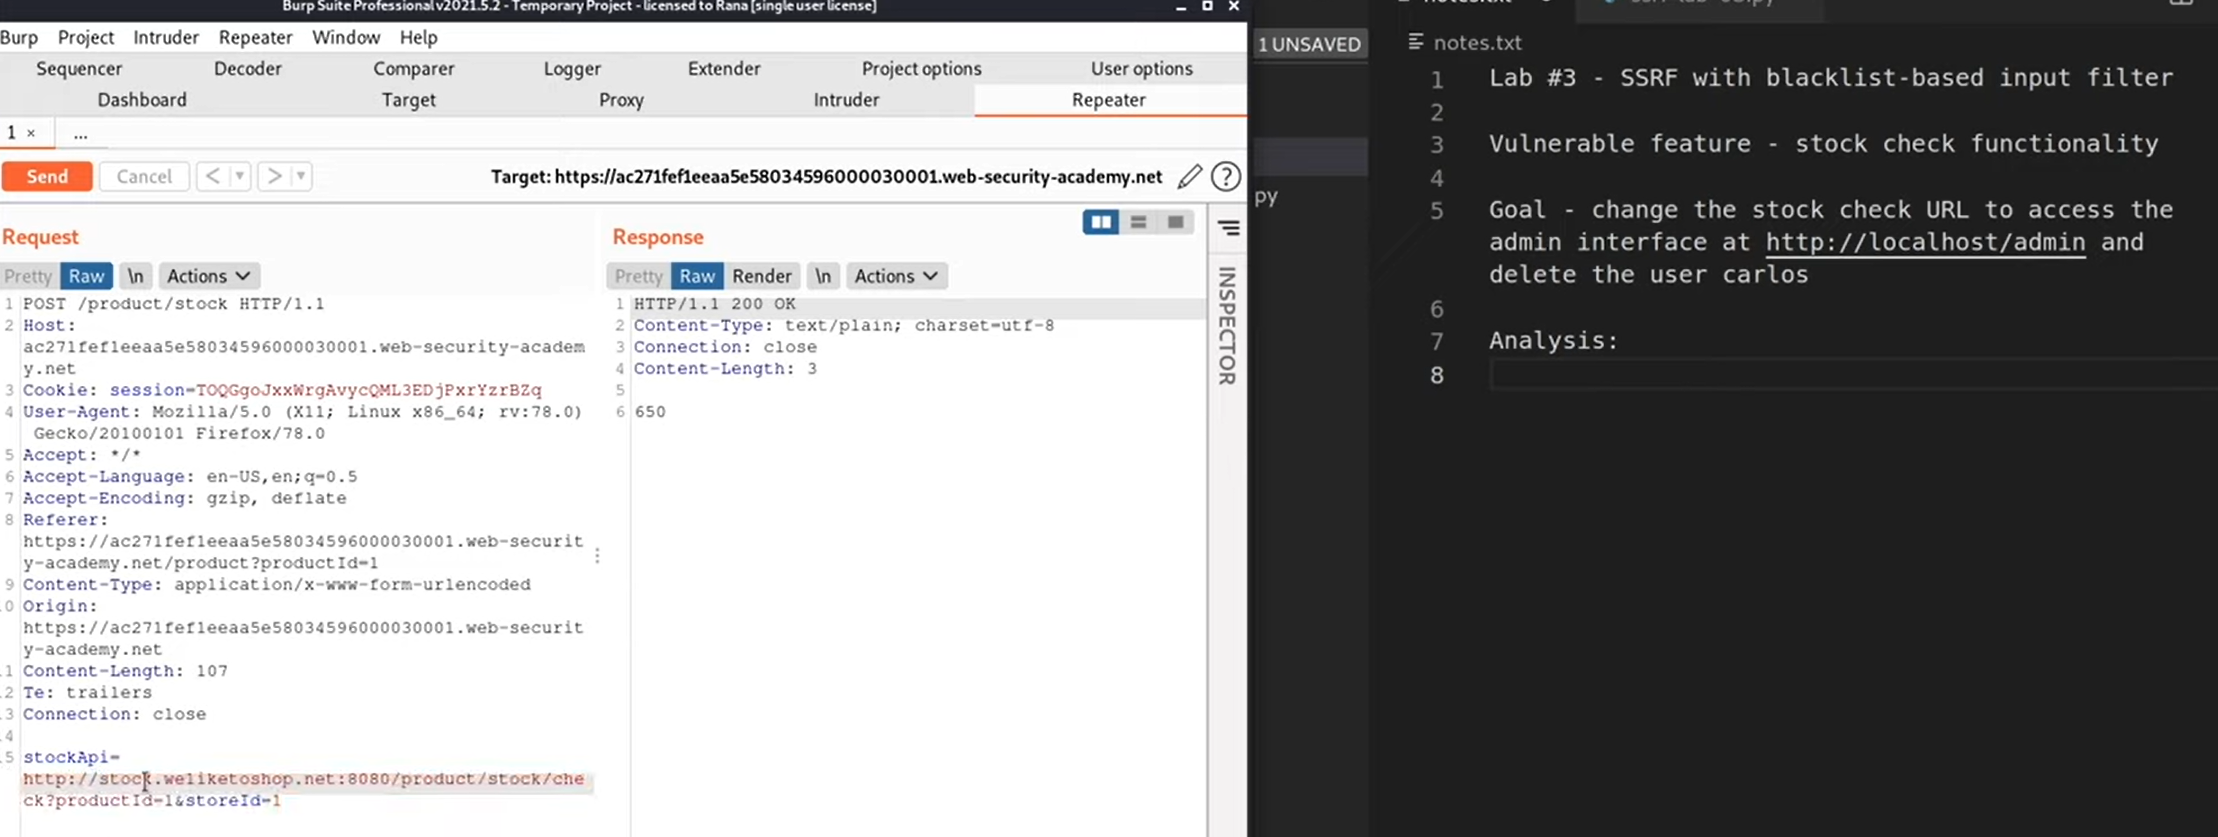 Burp Suite Professional v2021.5.2 - Temporary Project - licensed to Rana [single user license]
Burp Project Intruder Repeater Window Help
Sequencer Decoder Comparer Logger Extender Project options User options
Dashboard Target Proxy Intruder Repeater
1 × ...
Send Cancel < > Target: https://ac271fef1eeaa5e58034596000030001.web-security-academy.net ?
Request
Pretty Raw \n Actions
1 POST /product/stock HTTP/1.1
2 Host:
ac271fef1eeaa5e58034596000030001.web-security-academ
y.net
3 Cookie: session=TOQGgoJxxWrgAvycQML3EDjPxrYzrBZq
4 User-Agent: Mozilla/5.0 (X11; Linux x86_64; rv:78.0)
Gecko/20100101 Firefox/78.0
5 Accept: */*
6 Accept-Language: en-US,en;q=0.5
7 Accept-Encoding: gzip, deflate
8 Referer:
https://ac271fef1eeaa5e58034596000030001.web-securit
y-academy.net/product?productId=1
9 Content-Type: application/x-www-form-urlencoded
0 Origin:
https://ac271fef1eeaa5e58034596000030001.web-securit
y-academy.net
1 Content-Length: 107
2 Te: trailers
3 Connection: close
4
5 stockApi=
http://stock.weliketoshop.net:8080/product/stock/che
ck?productId=1&storeId=1
Response
Pretty Raw Render \n Actions
1 HTTP/1.1 200 OK
2 Content-Type: text/plain; charset=utf-8
3 Connection: close
4 Content-Length: 3
5
6 650
INSPECTOR
1 UNSAVED
py
notes.txt
1 Lab #3 - SSRF with blacklist-based input filter
2
3 Vulnerable feature - stock check functionality
4
5 Goal - change the stock check URL to access the
admin interface at http://localhost/admin and
delete the user carlos
6
7 Analysis:
8